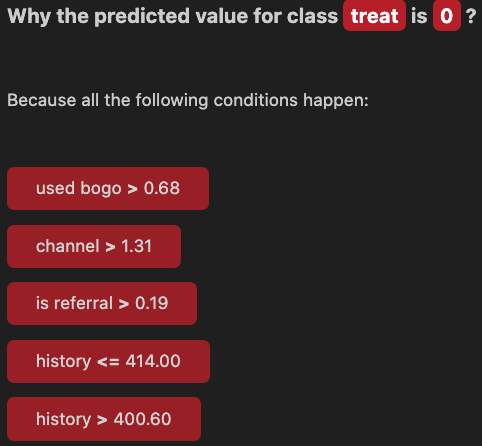 Why the predicted value for class treat is 0 ?
Because all the following conditions happen:
used bogo > 0.68
channel > 1.31
is referral > 0.19
history <= 414.00
history > 400.60